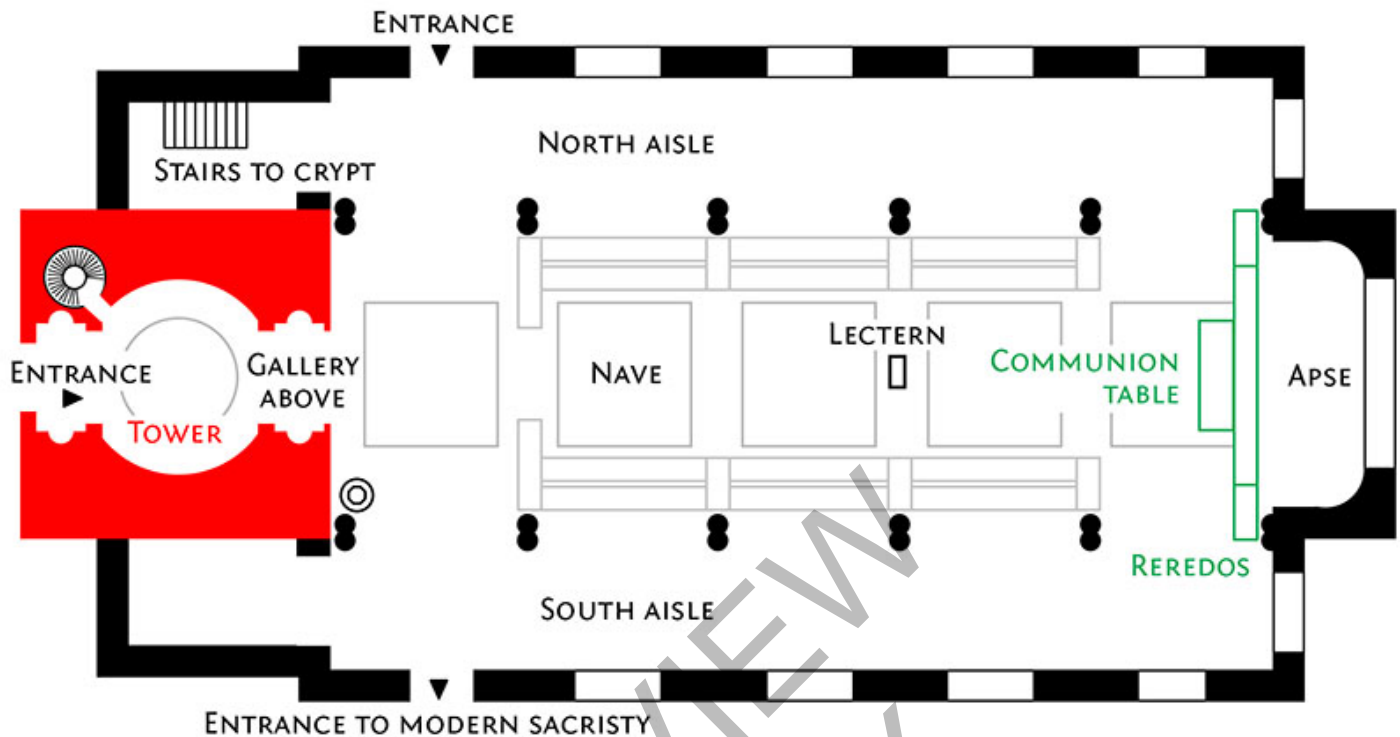 ENTRANCE
NORTH AISLE
STAIRS TO CRYPT
LECTERN
ENTRANCE
GALLERY
ABOVE
NAVE
COMMUNION
TABLE
APSE
TOWER
REREDOS
SOUTH AISLE
ENTRANCE TO MODERN SACRISTY